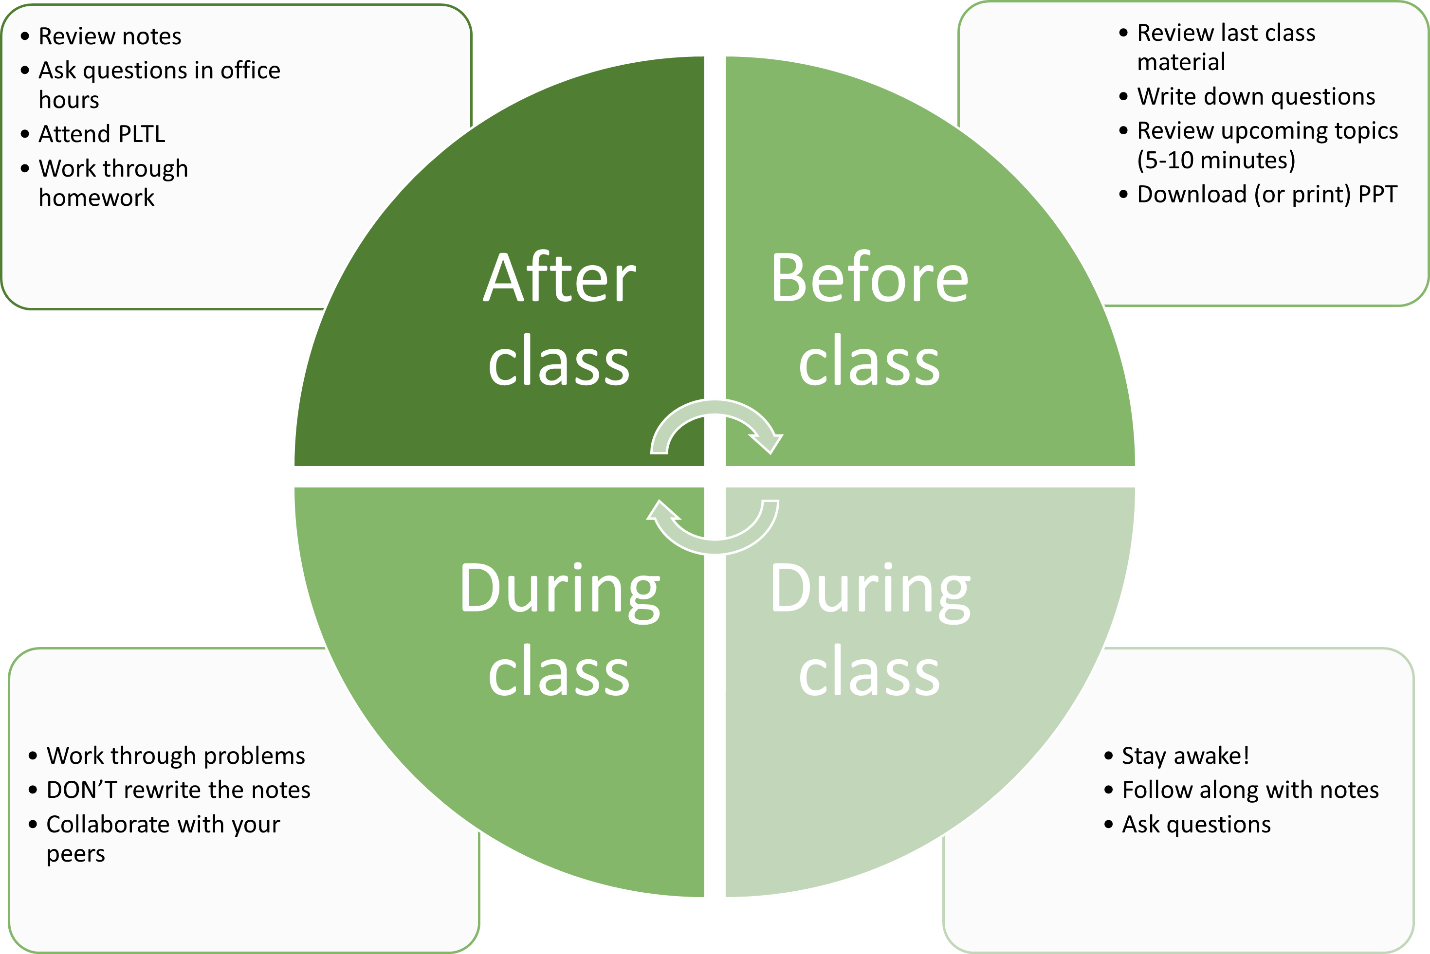 • Review notes
• Ask questions in office
hours
• Attend PLTL
• Work through
homework
• Review last class
material
• Write down questions
• Review upcoming topics
(5-10 minutes)
• Download (or print) PPT
After
class
Before
class
During
class
During
class
• Work through problems
• DON’T rewrite the notes
• Collaborate with your
peers
• Stay awake!
• Follow along with notes
• Ask questions